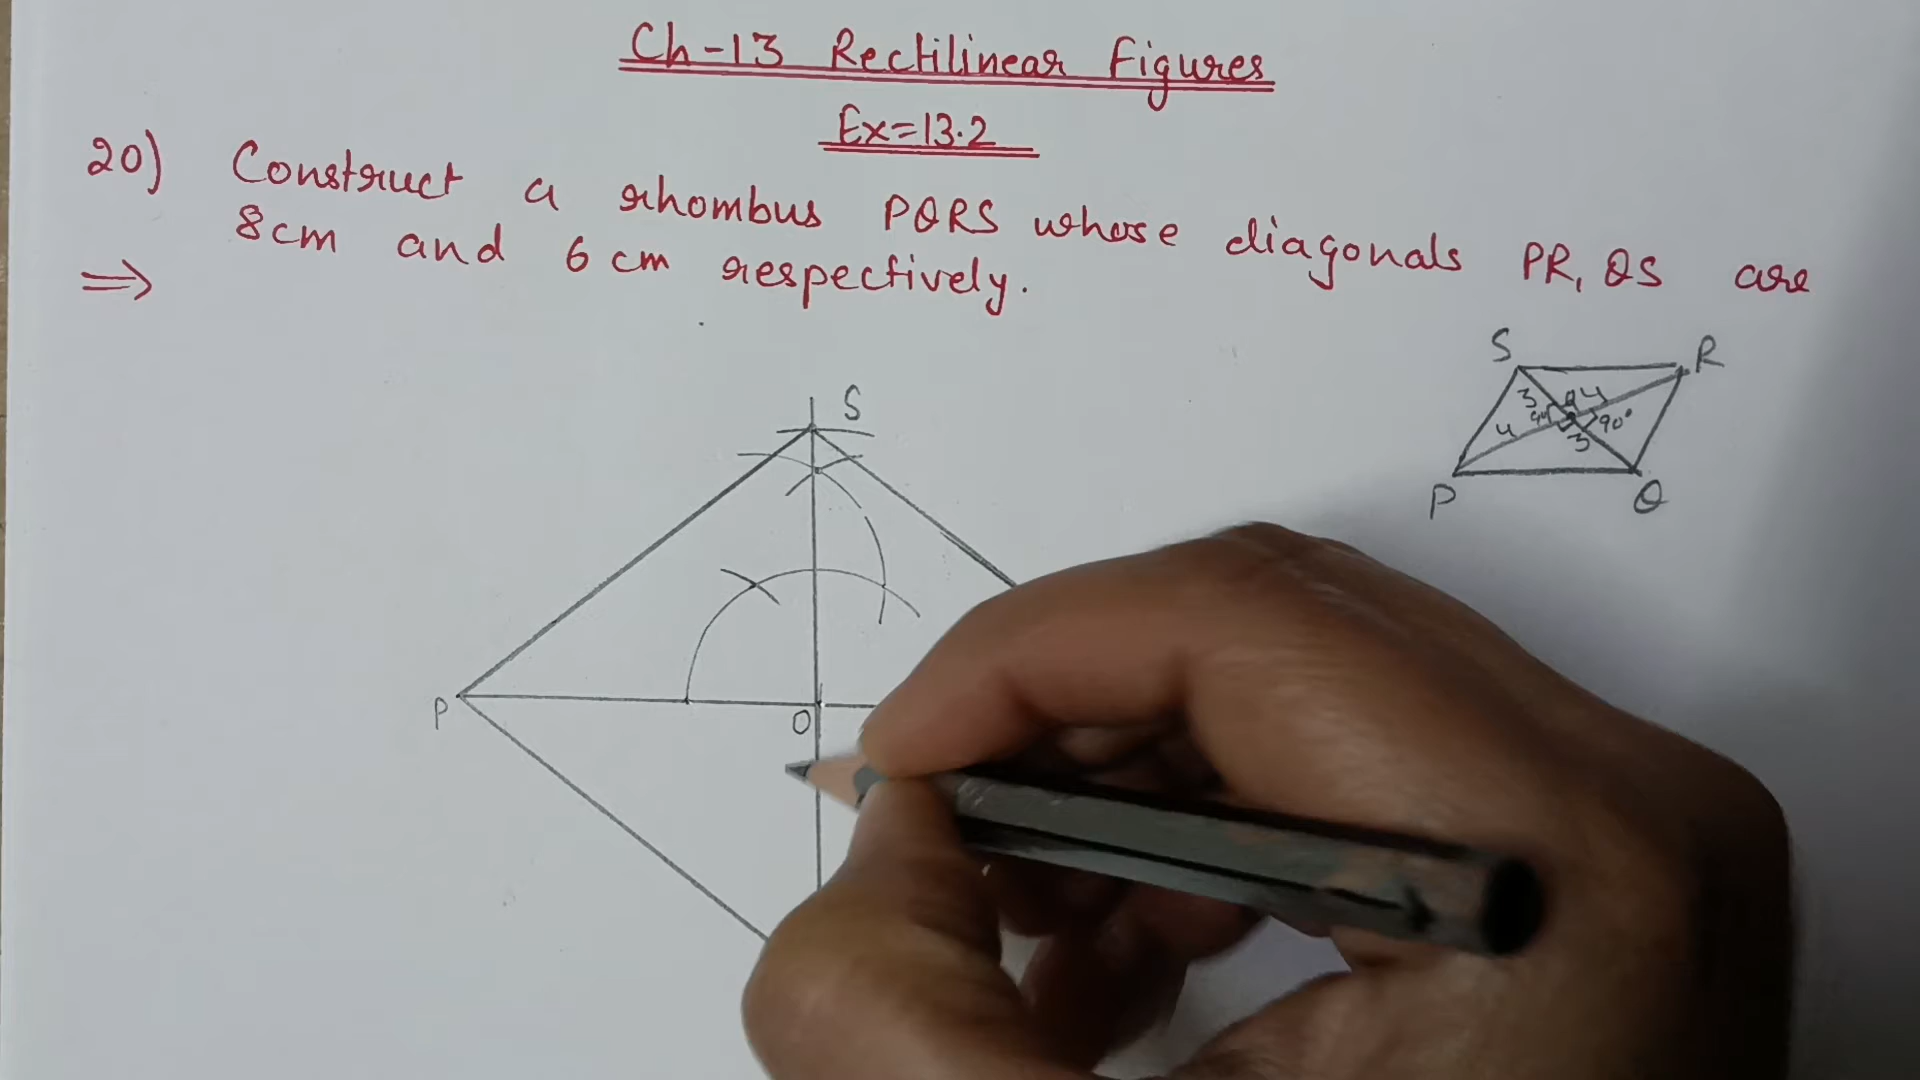 Ch-13 Rectilinear Figures
Ex=13.2
20) Construct a rhombus PQRS whose diagonals PR, QS are
8cm and 6 cm respectively.
⇒
S R
3 4
90°
4 3
P Q
S
P O